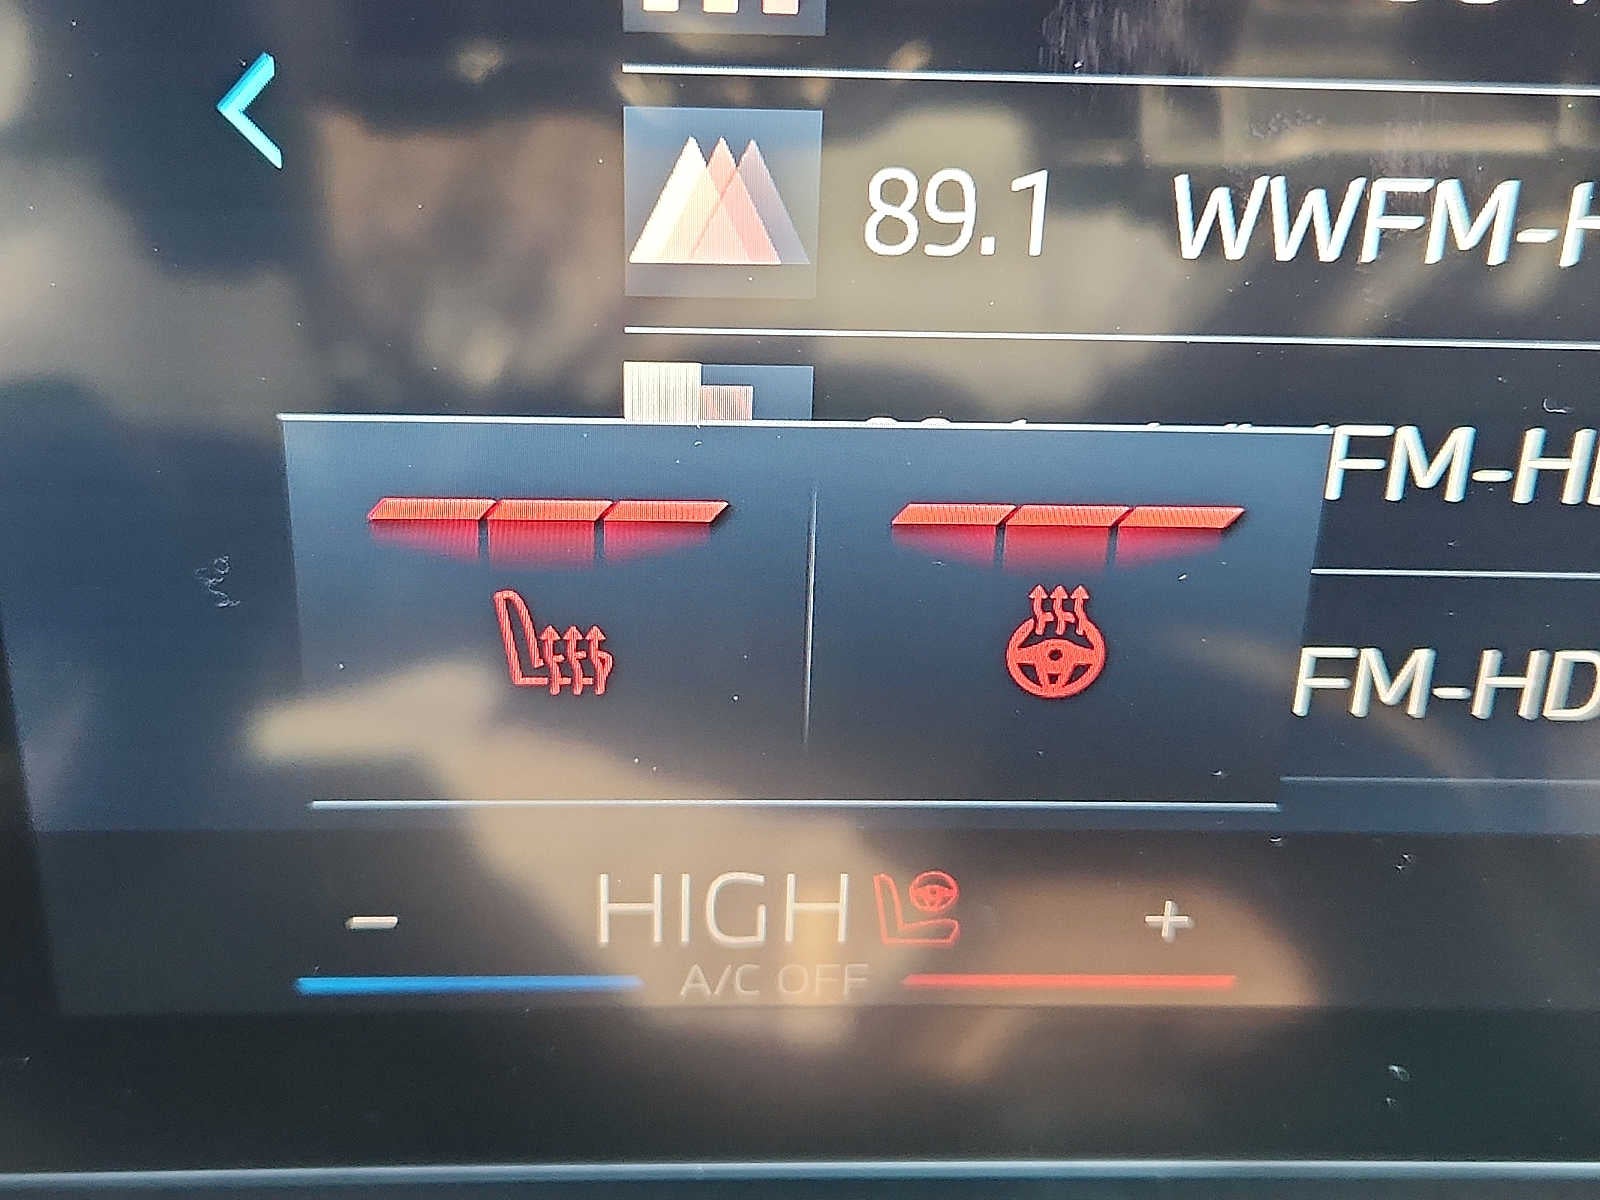 89.1 WWFM-H
FM-H
FM-HD
HIGH
A/C OFF